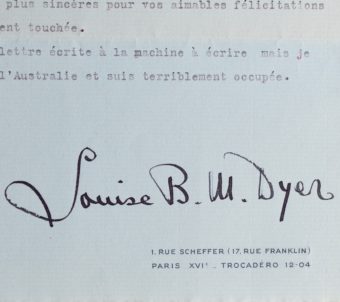 plus sincères pour vos aimables félicitations
ent touchée.
lettre écrite à la machine à écrire mais je
l'Australie et suis terriblement occupée.
Louise B. M. Dyer
1, RUE SCHEFFER (17, RUE FRANKLIN)
PARIS XVIᵉ - TROCADÉRO 12-04